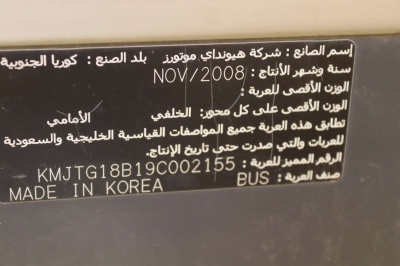 إسم الصانع : شركة هيونداي موتورز بلد الصنع : كوريا الجنوبية
سنة وشهر الأنتاج : NOV/2008
الوزن الأقصى للعربة :
الوزن الأقصى على كل محور: الخلفي الأمامي
تطابق هذه العربة جميع المواصفات القياسية الخليجية والسعودية
والتي صدرت حتى تاريخ الإنتاج.
الرقم المميز للعربة : KMJTG18B19C002155
صنف العربة : BUS MADE IN KOREA